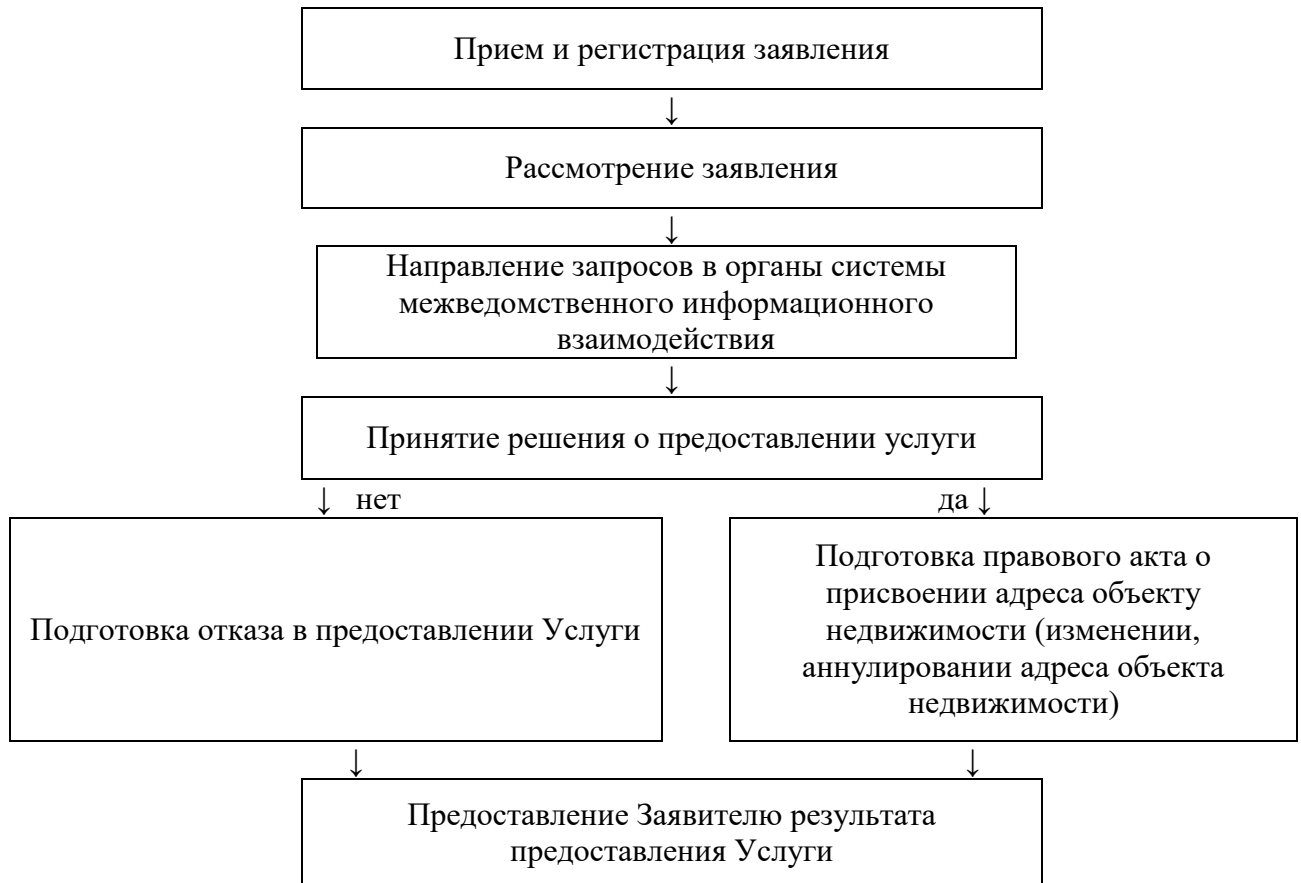 Прием и регистрация заявления
↓
Рассмотрение заявления
↓
Направление запросов в органы системы
межведомственного информационного
взаимодействия
↓
Принятие решения о предоставлении услуги
↓ нет
да ↓
Подготовка отказа в предоставлении Услуги
Подготовка правового акта о
присвоении адреса объекту
недвижимости (изменении,
аннулировании адреса объекта
недвижимости)
↓ ↓
Предоставление Заявителю результата
предоставления Услуги